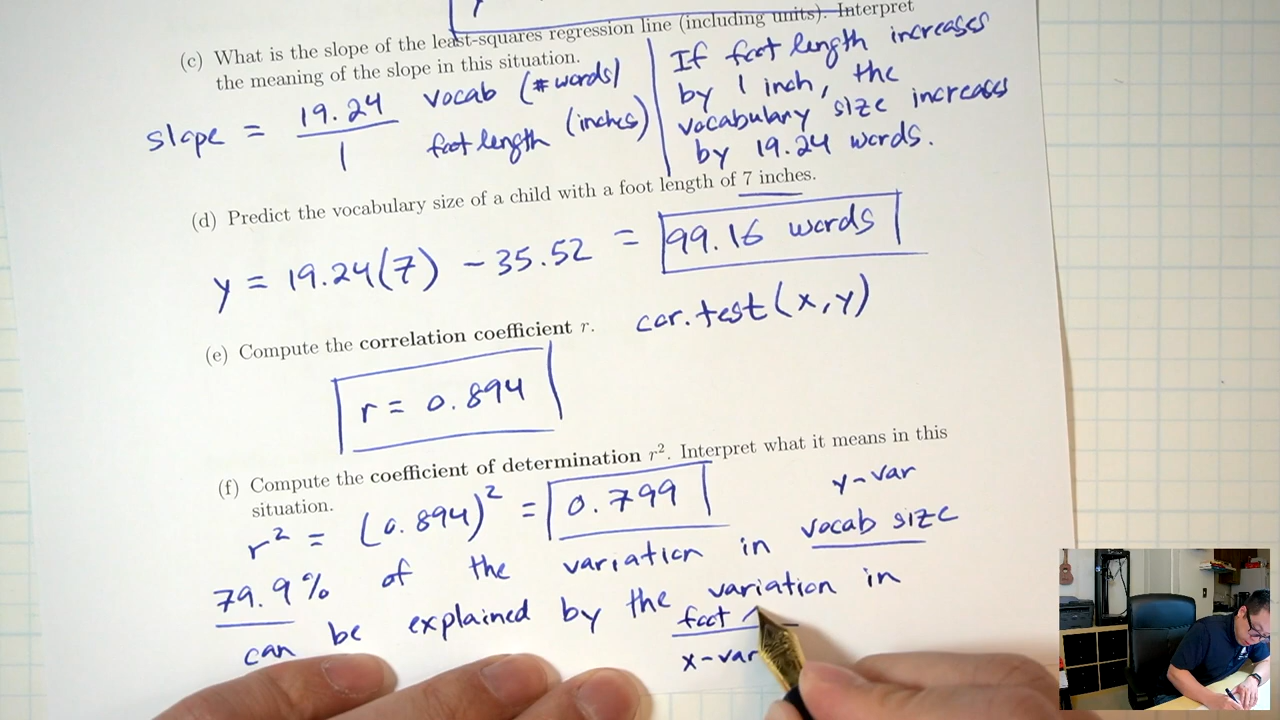 (c) What is the slope of the least-squares regression line (including units). Interpret
the meaning of the slope in this situation.
slope = 19.24 / 1 vocab (# words) / foot length (inches)
If foot length increases
by 1 inch, the
vocabulary size increases
by 19.24 words.
(d) Predict the vocabulary size of a child with a foot length of 7 inches.
y = 19.24(7) - 35.52 = 99.16 words
(e) Compute the correlation coefficient r. cor.test(x,y)
r = 0.894
(f) Compute the coefficient of determination r². Interpret what it means in this
situation.
r² = (0.894)² = 0.799
y-var
79.9% of the variation in vocab size
can be explained by the variation in
foot
x-var